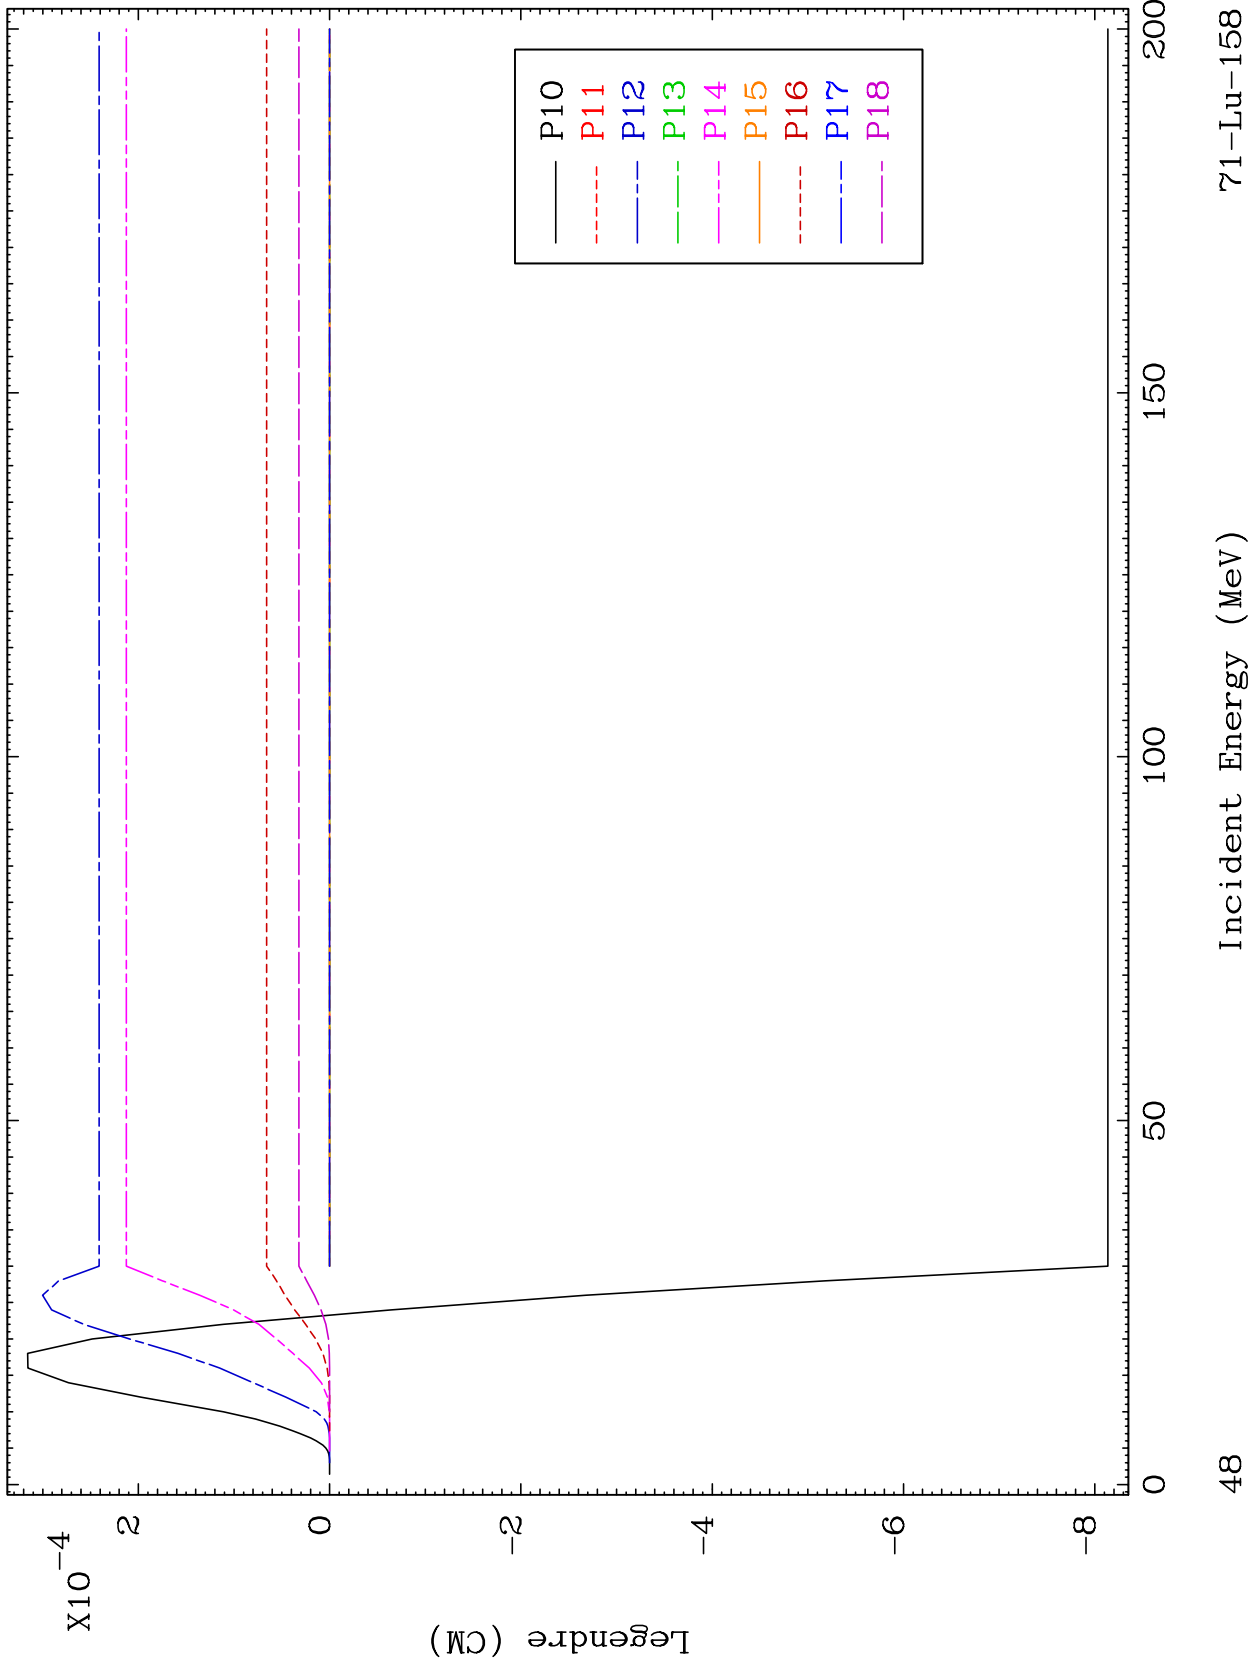 X10
-4
2
0
-2
-4
-6
-8
Legendre (CM)
P10
P11
P12
P13
P14
P15
P16
P17
P18
0
50
100
150
200
Incident Energy (MeV)
48
71-Lu-158